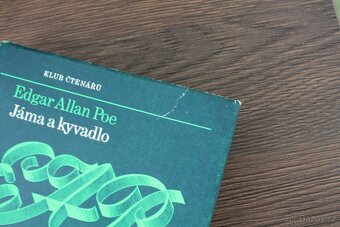 KLUB ČTENÁŘŮ
Edgar Allan Poe
Jáma a kyvadlo